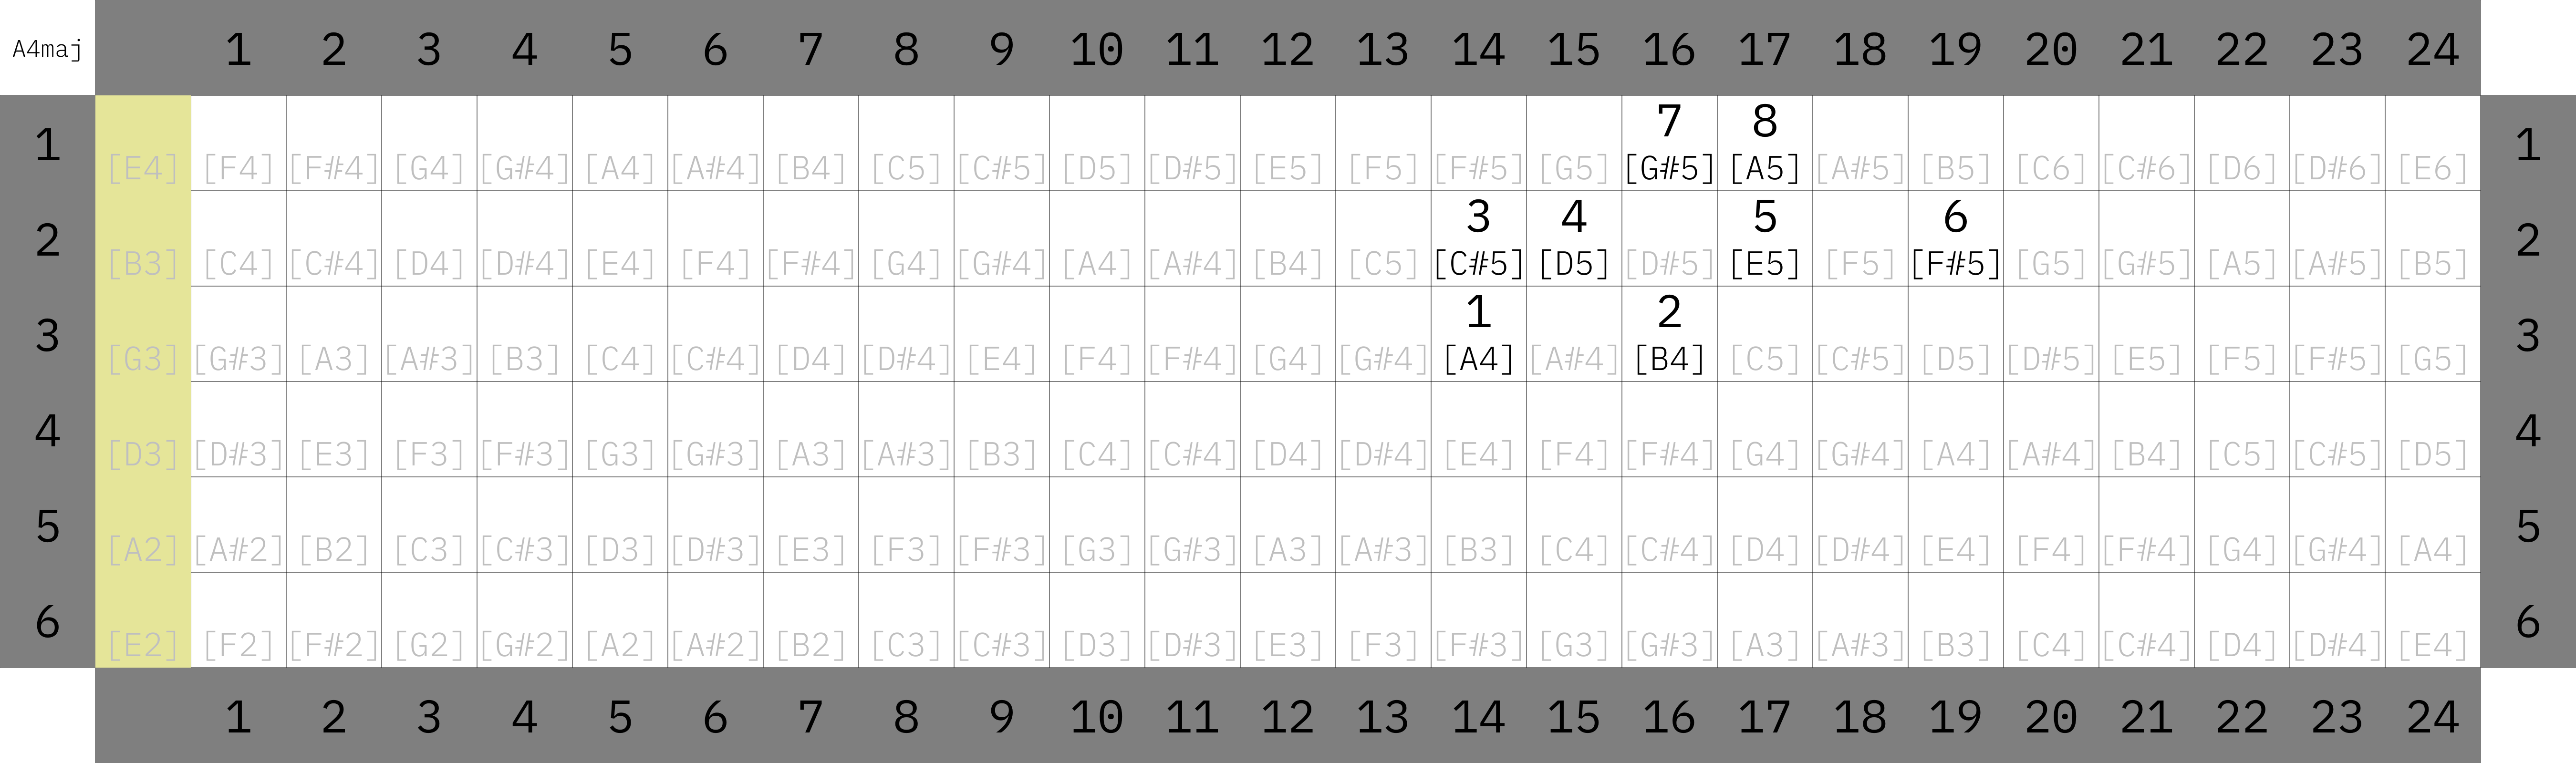 A4maj 1 2 3 4 5 6 7 8 9 10 11 12 13 14 15 16 17 18 19 20 21 22 23 24
7 8
1 [E4] [F4] [F#4] [G4] [G#4] [A4] [A#4] [B4] [C5] [C#5] [D5] [D#5] [E5] [F5] [F#5] [G5] [G#5] [A5] [A#5] [B5] [C6] [C#6] [D6] [D#6] [E6] 1
3 4 5 6
2 [B3] [C4] [C#4] [D4] [D#4] [E4] [F4] [F#4] [G4] [G#4] [A4] [A#4] [B4] [C5] [C#5] [D5] [D#5] [E5] [F5] [F#5] [G5] [G#5] [A5] [A#5] [B5] 2
1 2
3 [G3] [G#3] [A3] [A#3] [B3] [C4] [C#4] [D4] [D#4] [E4] [F4] [F#4] [G4] [G#4] [A4] [A#4] [B4] [C5] [C#5] [D5] [D#5] [E5] [F5] [F#5] [G5] 3
4 [D3] [D#3] [E3] [F3] [F#3] [G3] [G#3] [A3] [A#3] [B3] [C4] [C#4] [D4] [D#4] [E4] [F4] [F#4] [G4] [G#4] [A4] [A#4] [B4] [C5] [C#5] [D5] 4
5 [A2] [A#2] [B2] [C3] [C#3] [D3] [D#3] [E3] [F3] [F#3] [G3] [G#3] [A3] [A#3] [B3] [C4] [C#4] [D4] [D#4] [E4] [F4] [F#4] [G4] [G#4] [A4] 5
6 [E2] [F2] [F#2] [G2] [G#2] [A2] [A#2] [B2] [C3] [C#3] [D3] [D#3] [E3] [F3] [F#3] [G3] [G#3] [A3] [A#3] [B3] [C4] [C#4] [D4] [D#4] [E4] 6
1 2 3 4 5 6 7 8 9 10 11 12 13 14 15 16 17 18 19 20 21 22 23 24